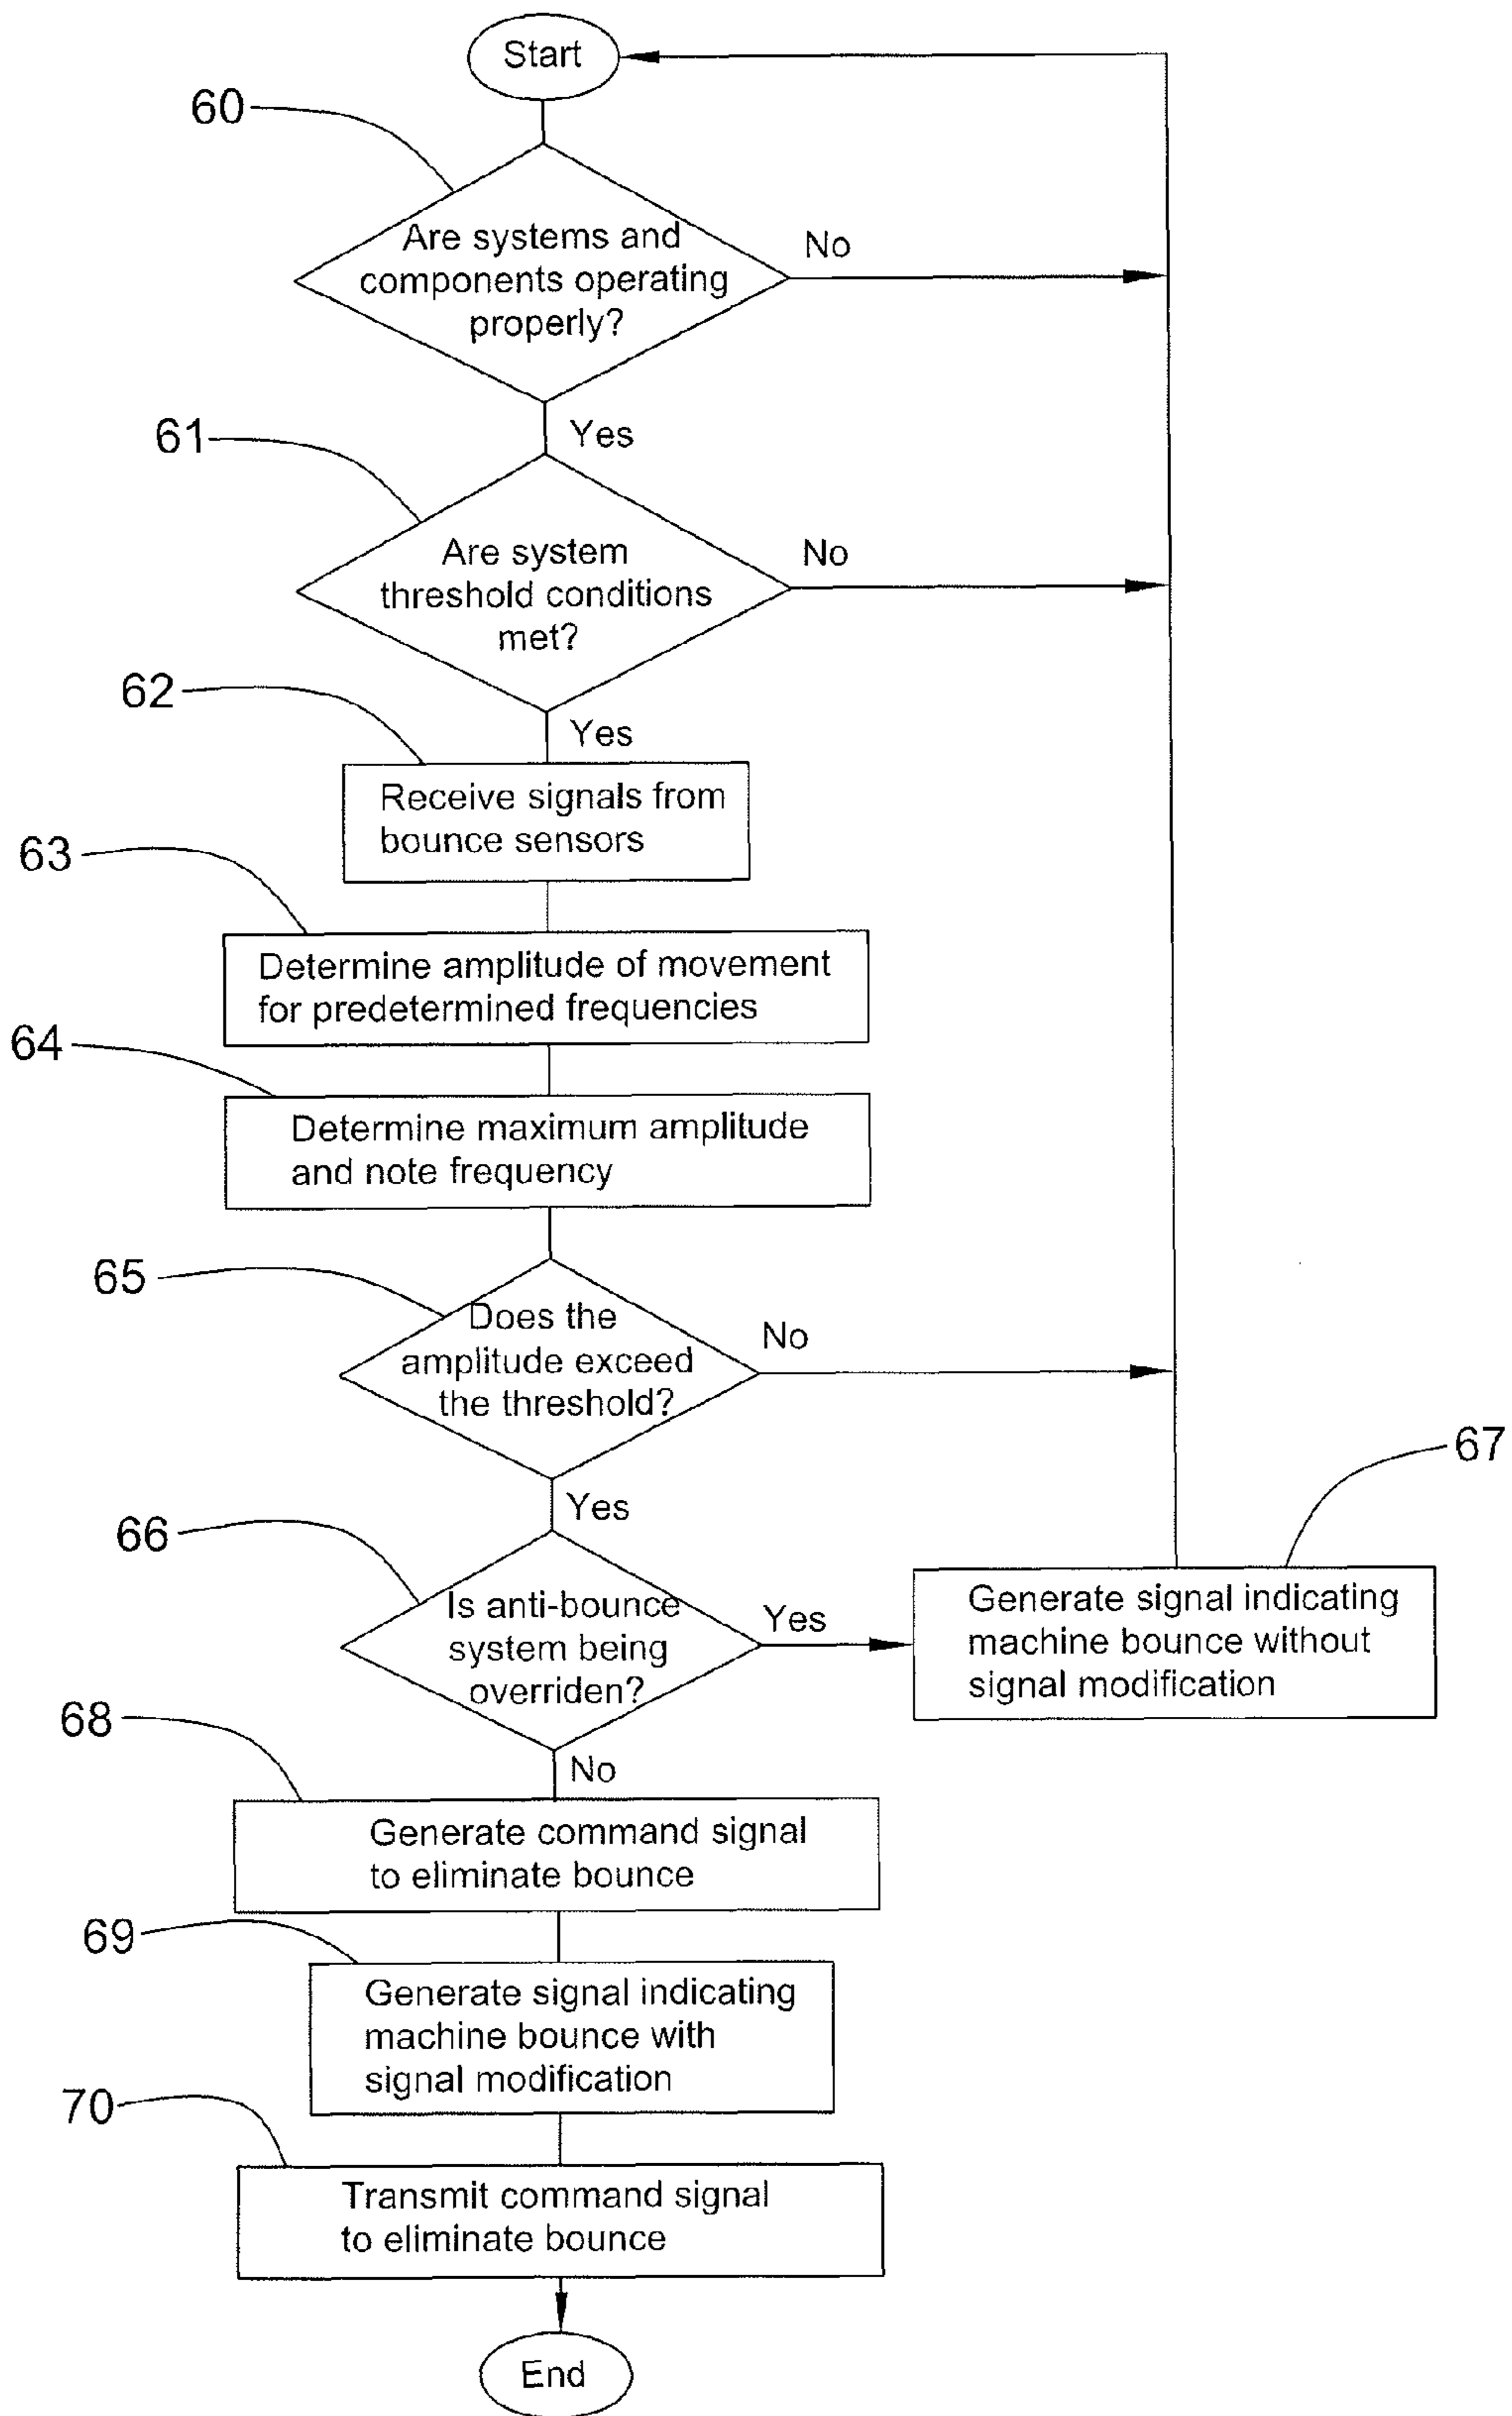 Start
60
Are systems and
components operating
properly?
No
Yes
61
Are system
threshold conditions
met?
No
Yes
62
Receive signals from
bounce sensors
63
Determine amplitude of movement
for predetermined frequencies
64
Determine maximum amplitude
and note frequency
65
Does the
amplitude exceed
the threshold?
No
Yes
66
Is anti-bounce
system being
overriden?
Yes
67
Generate signal indicating
machine bounce without
signal modification
No
68
Generate command signal
to eliminate bounce
69
Generate signal indicating
machine bounce with
signal modification
70
Transmit command signal
to eliminate bounce
End